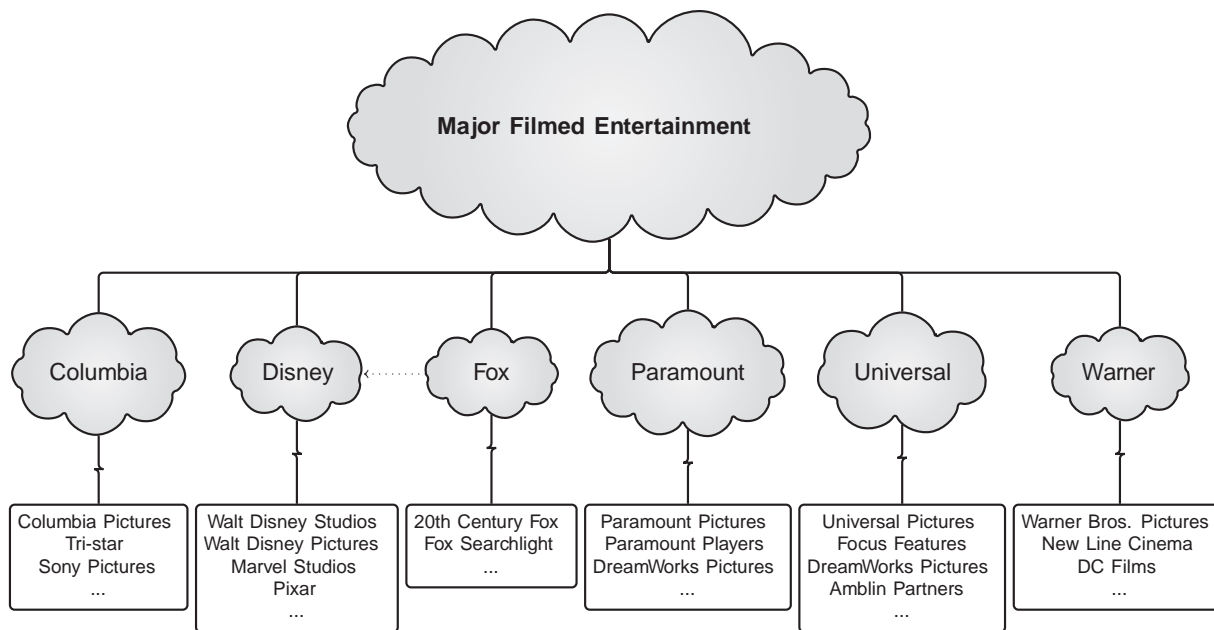 Major Filmed Entertainment
Columbia
Disney
Fox
Paramount
Universal
Warner
Columbia Pictures
Tri-star
Sony Pictures
...
Walt Disney Studios
Walt Disney Pictures
Marvel Studios
Pixar
...
20th Century Fox
Fox Searchlight
...
Paramount Pictures
Paramount Players
DreamWorks Pictures
...
Universal Pictures
Focus Features
DreamWorks Pictures
Amblin Partners
...
Warner Bros. Pictures
New Line Cinema
DC Films
...